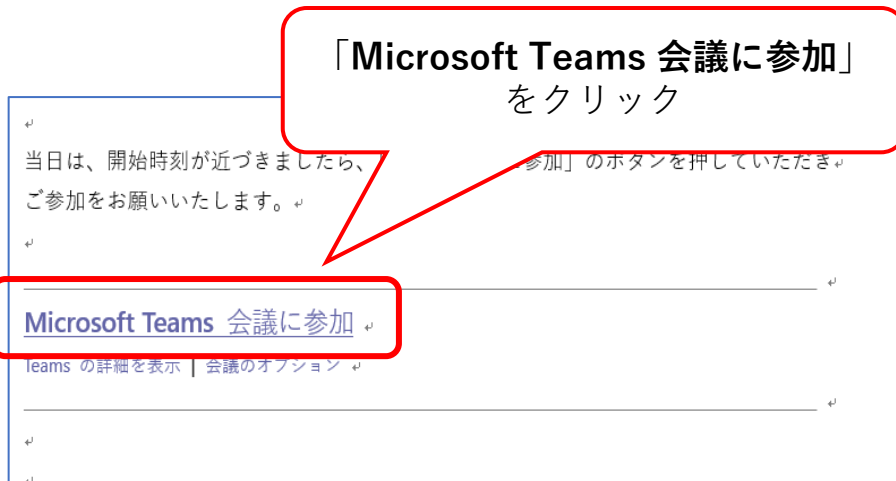 「Microsoft Teams 会議に参加」
をクリック
当日は、開始時刻が近づきましたら、参加」のボタンを押していただき
ご参加をお願いいたします。
Microsoft Teams 会議に参加
Teams の詳細を表示 | 会議のオプション